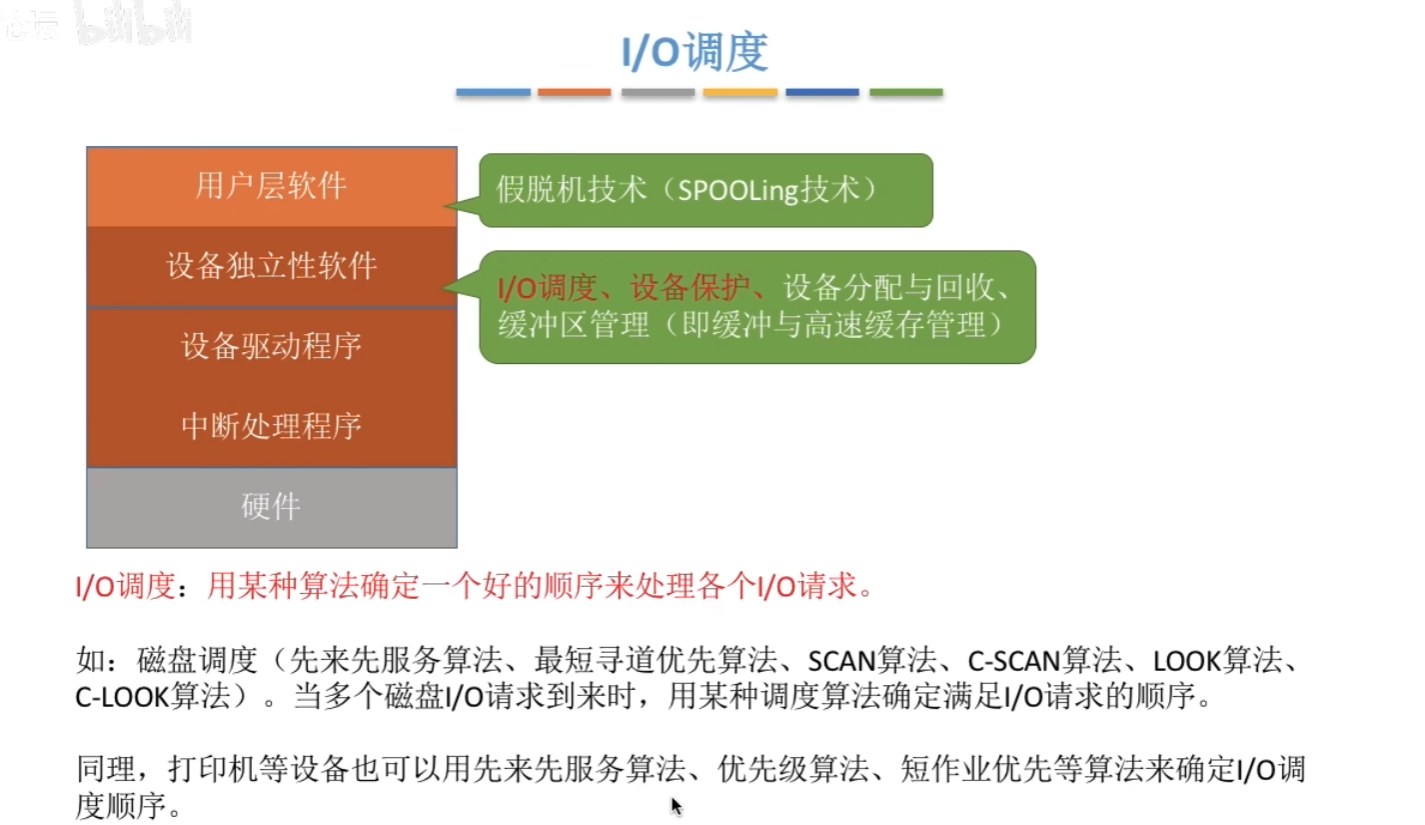 论坛 bilibili
I/O调度
用户层软件
假脱机技术（SPOOLing技术）
设备独立性软件
I/O调度、设备保护、设备分配与回收、
缓冲区管理（即缓冲与高速缓存管理）
设备驱动程序
中断处理程序
硬件
I/O调度：用某种算法确定一个好的顺序来处理各个I/O请求。
如：磁盘调度（先来先服务算法、最短寻道优先算法、SCAN算法、C-SCAN算法、LOOK算法、
C-LOOK算法）。当多个磁盘I/O请求到来时，用某种调度算法确定满足I/O请求的顺序。
同理，打印机等设备也可以用先来先服务算法、优先级算法、短作业优先等算法来确定I/O调
度顺序。